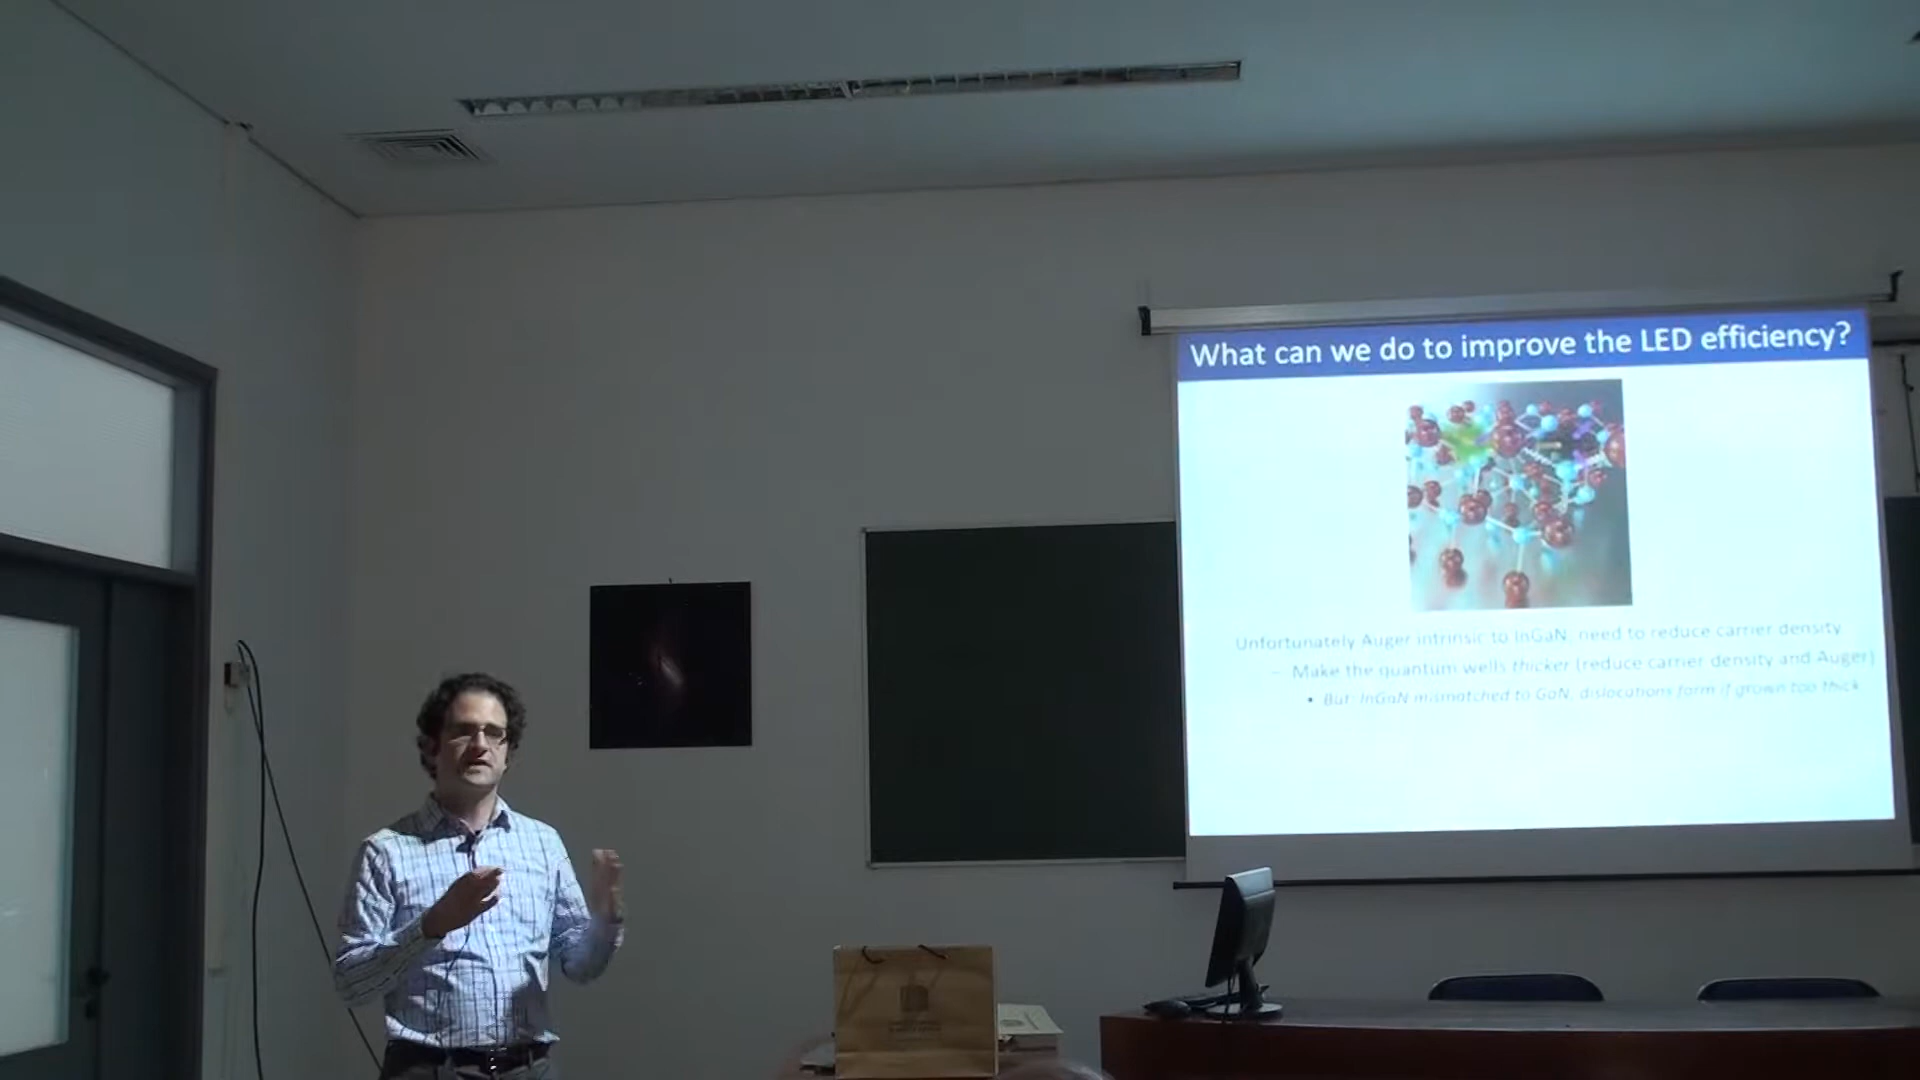 What can we do to improve the LED efficiency?
Unfortunately Auger intrinsic to InGaN, need to reduce carrier density
– Make the quantum wells thicker (reduce carrier density and Auger)
• But: InGaN mismatched to GaN, dislocations form if grown too thick